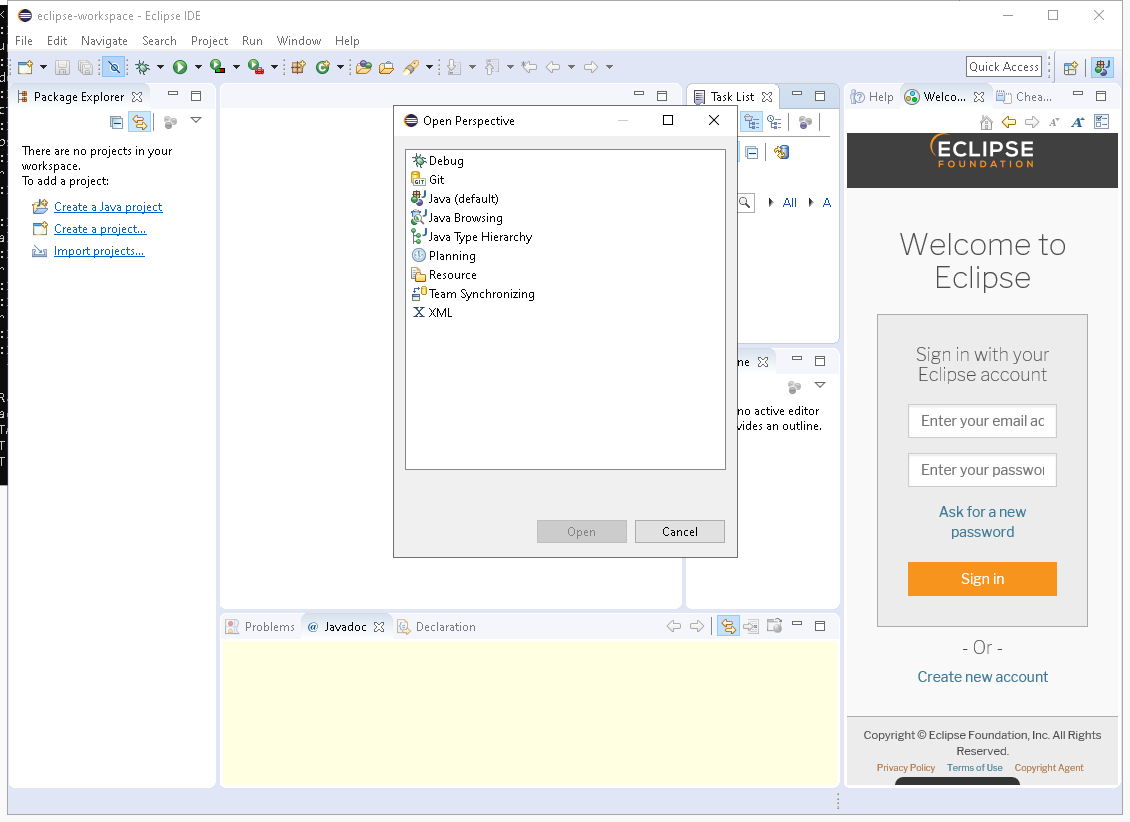 eclipse-workspace - Eclipse IDE
File Edit Navigate Search Project Run Window Help
Quick Access
Package Explorer
Task List
Help
Welco...
Chea...
There are no projects in your
workspace.
To add a project:
Create a Java project
Create a project...
Import projects...
Open Perspective
Debug
Git
Java (default)
Java Browsing
Java Type Hierarchy
Planning
Resource
Team Synchronizing
XML
Open
Cancel
All
A
ne
no active editor
vides an outline.
Problems
@ Javadoc
Declaration
ECLIPSE
FOUNDATION
Welcome to
Eclipse
Sign in with your
Eclipse account
Enter your email ac
Enter your passwo
Ask for a new
password
Sign in
- Or -
Create new account
Copyright © Eclipse Foundation, Inc. All Rights
Reserved.
Privacy Policy Terms of Use Copyright Agent